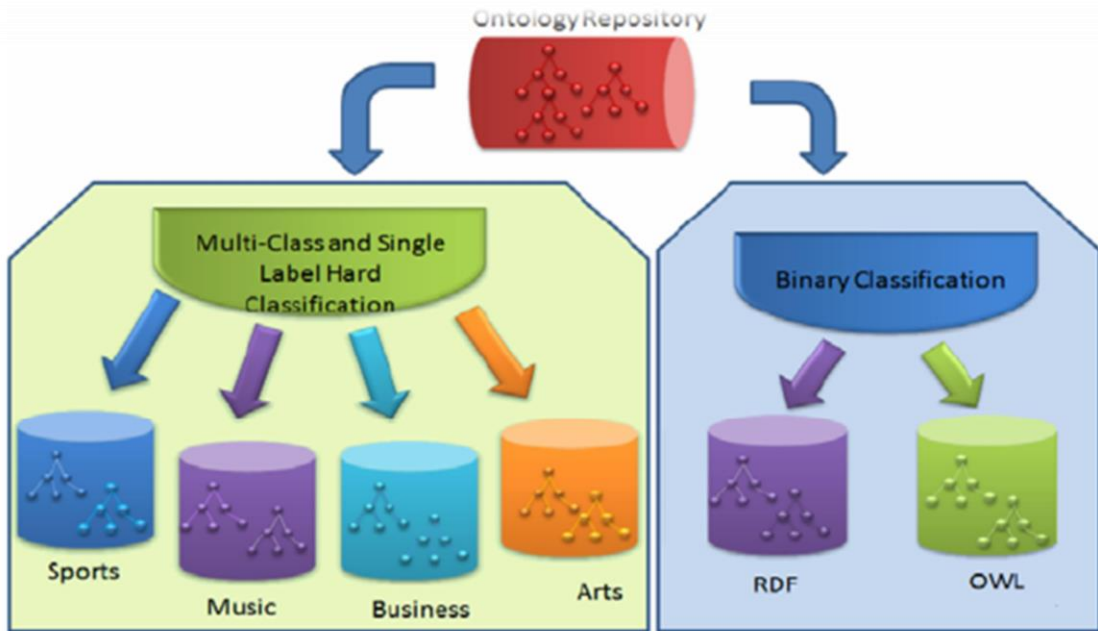 Ontology Repository
Multi-Class and Single
Label Hard
Classification
Binary Classification
Sports
Music
Business
Arts
RDF
OWL